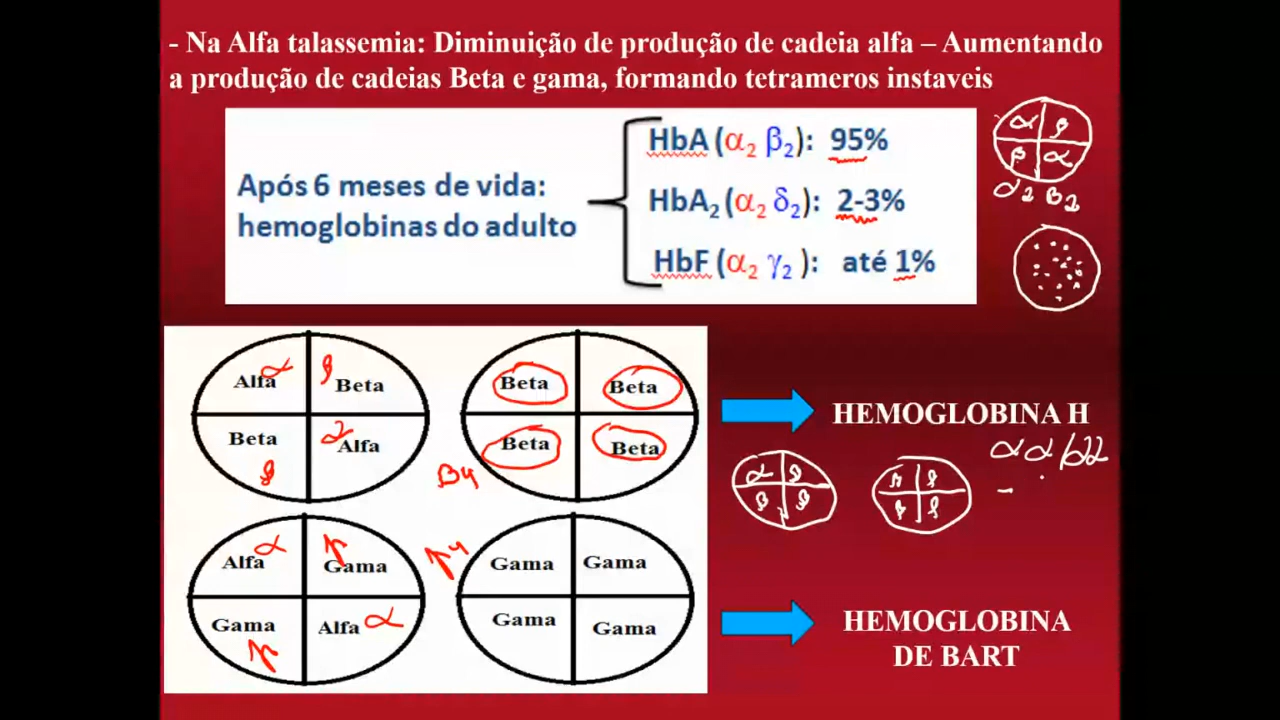 - Na Alfa talassemia: Diminuição de produção de cadeia alfa – Aumentando
a produção de cadeias Beta e gama, formando tetrameros instaveis
Após 6 meses de vida:
hemoglobinas do adulto
HbA (α₂ β₂): 95%
HbA₂ (α₂ δ₂): 2-3%
HbF (α₂ γ₂ ): até 1%
α β
β α
α2 β2
Alfa α β Beta
Beta β α Alfa
Beta Beta
Beta Beta
B4
HEMOGLOBINA H
α β
β β
β β
β β
Alfa α Gama
Gama Alfa α
Gama Gama
Gama Gama
HEMOGLOBINA
DE BART